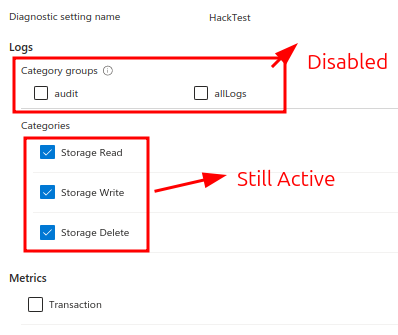 Diagnostic setting name HackTest
Logs
Category groups
Disabled
audit allLogs
Categories
Storage Read
Still Active
Storage Write
Storage Delete
Metrics
Transaction